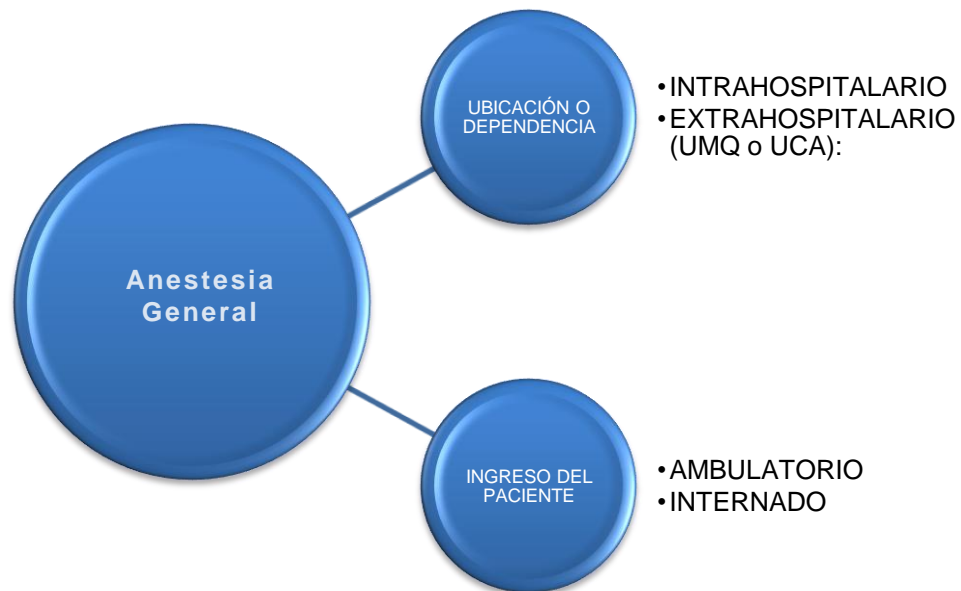 UBICACIÓN O
DEPENDENCIA
•INTRAHOSPITALARIO
•EXTRAHOSPITALARIO
(UMQ o UCA):
Anestesia
General
INGRESO DEL
PACIENTE
•AMBULATORIO
•INTERNADO